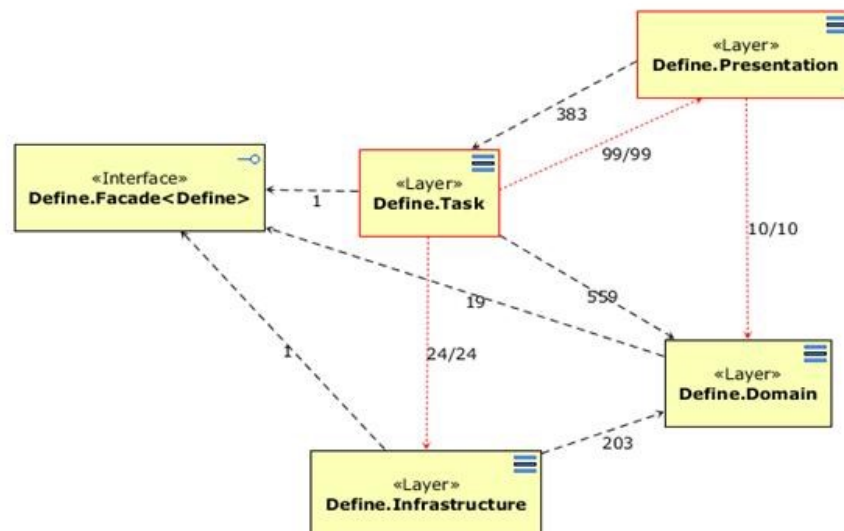 «Layer»
Define.Presentation
383
99/99
«Interface»
Define.Facade<Define>
1
«Layer»
Define.Task
10/10
19
559
1
24/24
«Layer»
Define.Domain
203
«Layer»
Define.Infrastructure